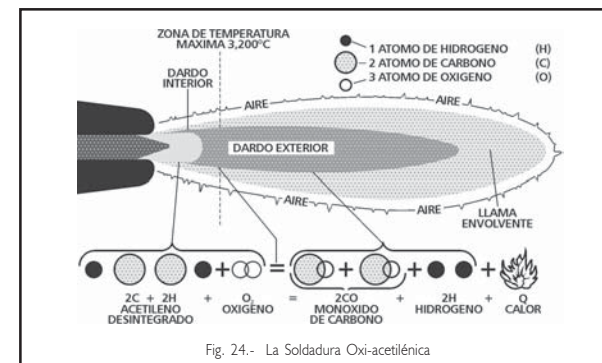 ZONA DE TEMPERATURA
MAXIMA 3,200°C
1 ATOMO DE HIDROGENO (H)
2 ATOMO DE CARBONO (C)
3 ATOMO DE OXIGENO (O)
DARDO
INTERIOR
AIRE
AIRE
DARDO EXTERIOR
AIRE
AIRE
LLAMA
ENVOLVENTE
+ = + + +
2C + 2H + O₂ = 2CO + 2H + Q
ACETILENO OXIGENO MONOXIDO HIDROGENO CALOR
DESINTEGRADO DE CARBONO
Fig. 24.- La Soldadura Oxi-acetilénica